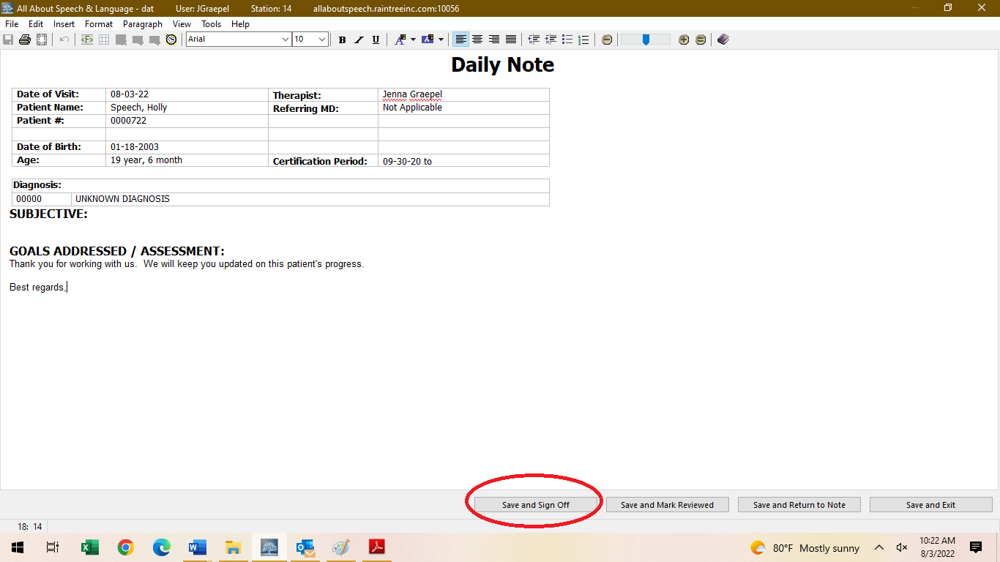 All About Speech & Language - dat User: JGraepel Station: 14 allaboutspeech.raintreeinc.com:10056
File Edit Insert Format Paragraph View Tools Help
<F> Arial 10 B I U A A
Daily Note
Date of Visit: 08-03-22 Therapist: Jenna Graepel
Patient Name: Speech, Holly Referring MD: Not Applicable
Patient #: 0000722
Date of Birth: 01-18-2003
Age: 19 year, 6 month Certification Period: 09-30-20 to
Diagnosis:
00000 UNKNOWN DIAGNOSIS
SUBJECTIVE:
GOALS ADDRESSED / ASSESSMENT:
Thank you for working with us. We will keep you updated on this patient's progress.
Best regards,
Save and Sign Off Save and Mark Reviewed Save and Return to Note Save and Exit
18: 14
80°F Mostly sunny 10:22 AM
8/3/2022